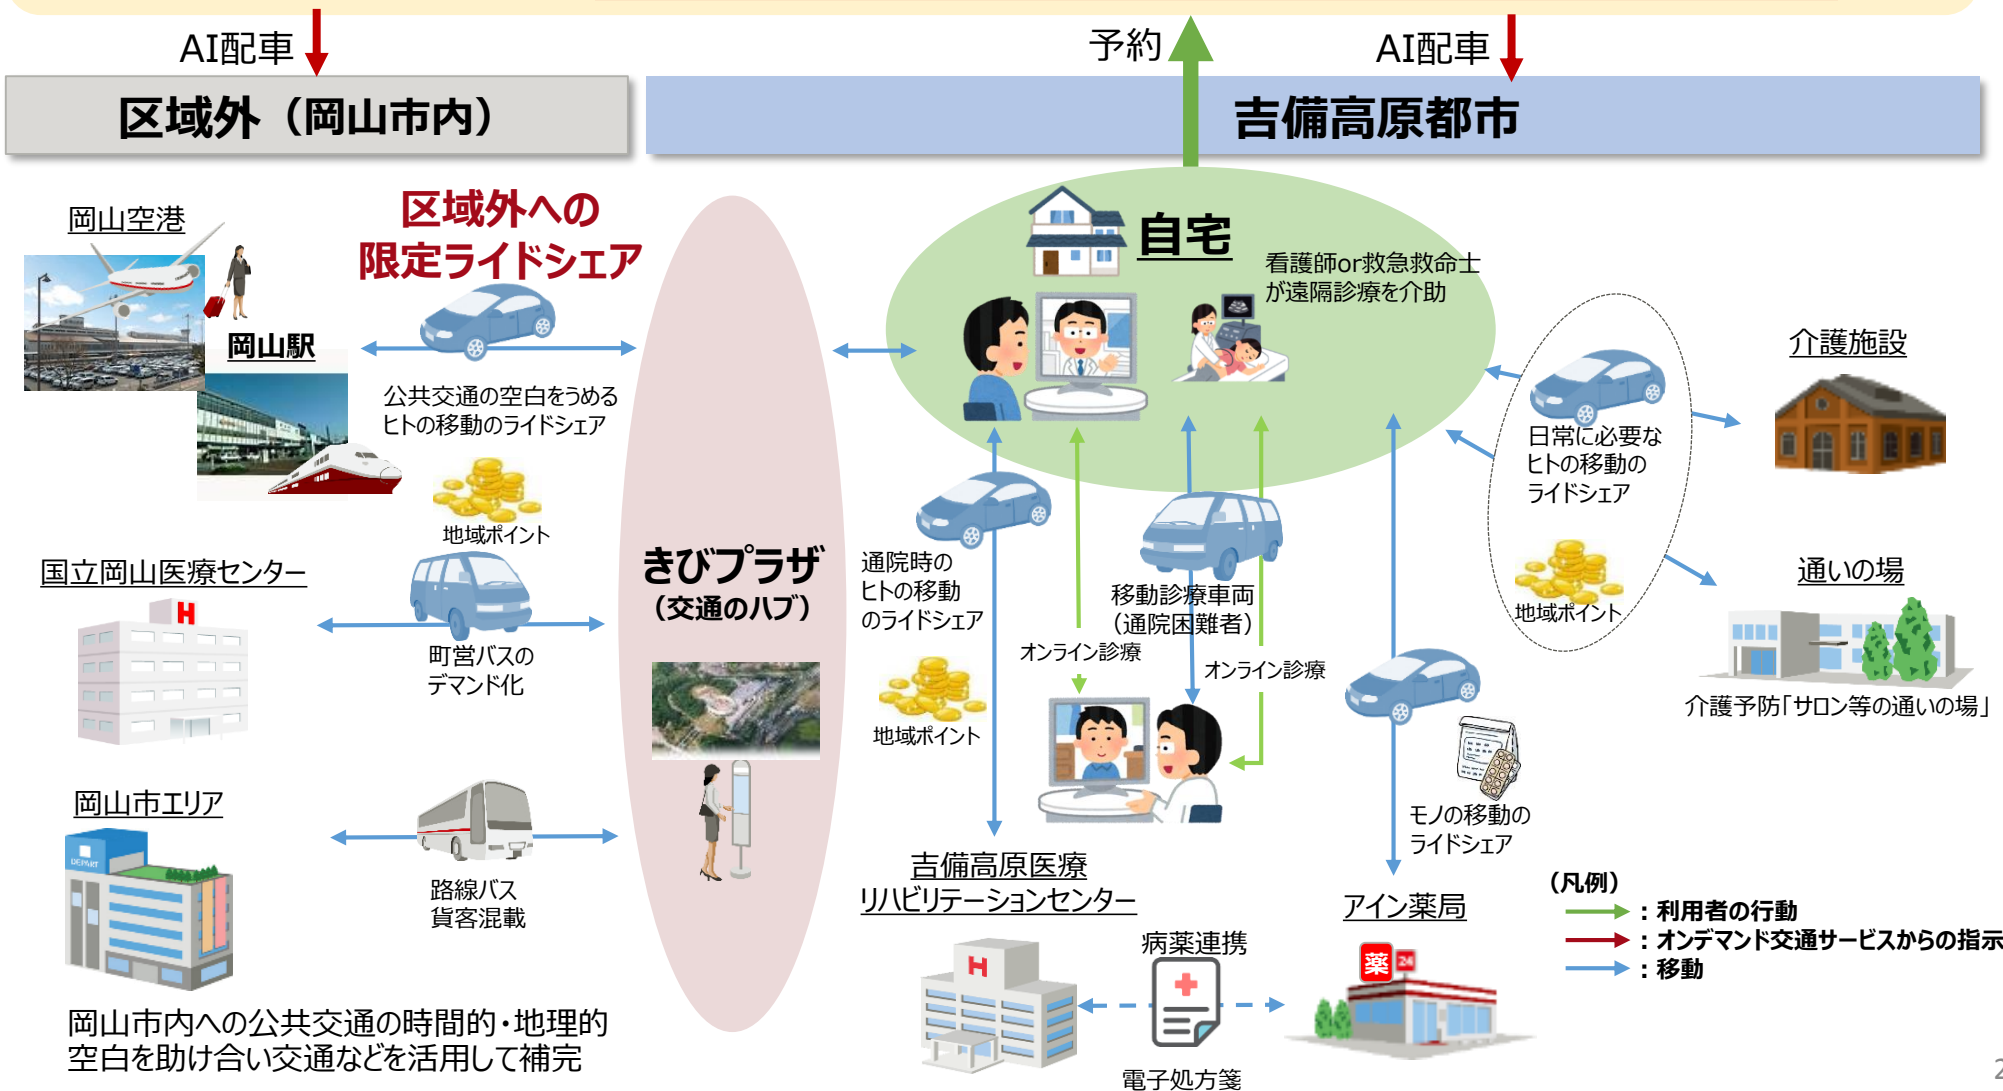 AI配車
予約
AI配車
区域外（岡山市内）
吉備高原都市
岡山空港
岡山駅
区域外への
限定ライドシェア
公共交通の空白をうめる
ヒトの移動のライドシェア
地域ポイント
国立岡山医療センター
H
町営バスの
デマンド化
岡山市エリア
DEPART
路線バス
貨客混載
岡山市内への公共交通の時間的・地理的
空白を助け合い交通などを活用して補完
きびプラザ
（交通のハブ）
自宅
看護師or救急救命士
が遠隔診療を介助
通院時の
ヒトの移動
のライドシェア
地域ポイント
オンライン診療
移動診療車両
（通院困難者）
オンライン診療
モノの移動の
ライドシェア
日常に必要な
ヒトの移動の
ライドシェア
地域ポイント
介護施設
通いの場
介護予防「サロン等の通いの場」
吉備高原医療
リハビリテーションセンター
H
病薬連携
電子処方箋
アイン薬局
薬
24
（凡例）
：利用者の行動
：オンデマンド交通サービスからの指示
：移動
2